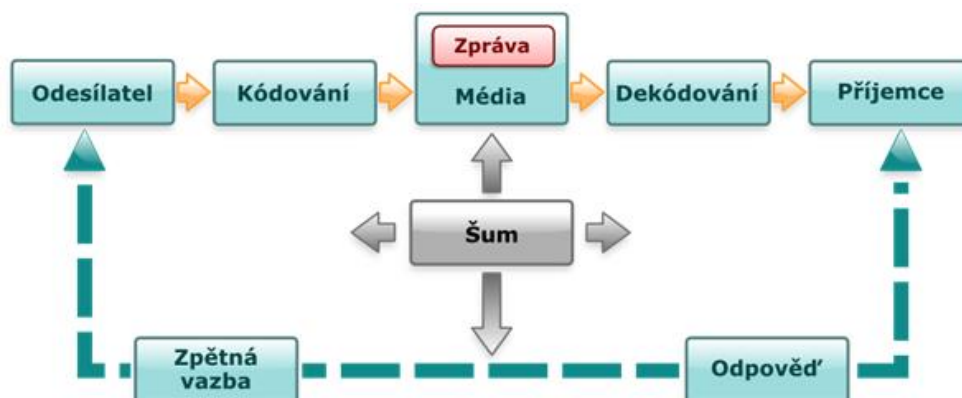 Zpráva
Odesílatel
Kódování
Média
Dekódování
Příjemce
Šum
Zpětná
vazba
Odpověď